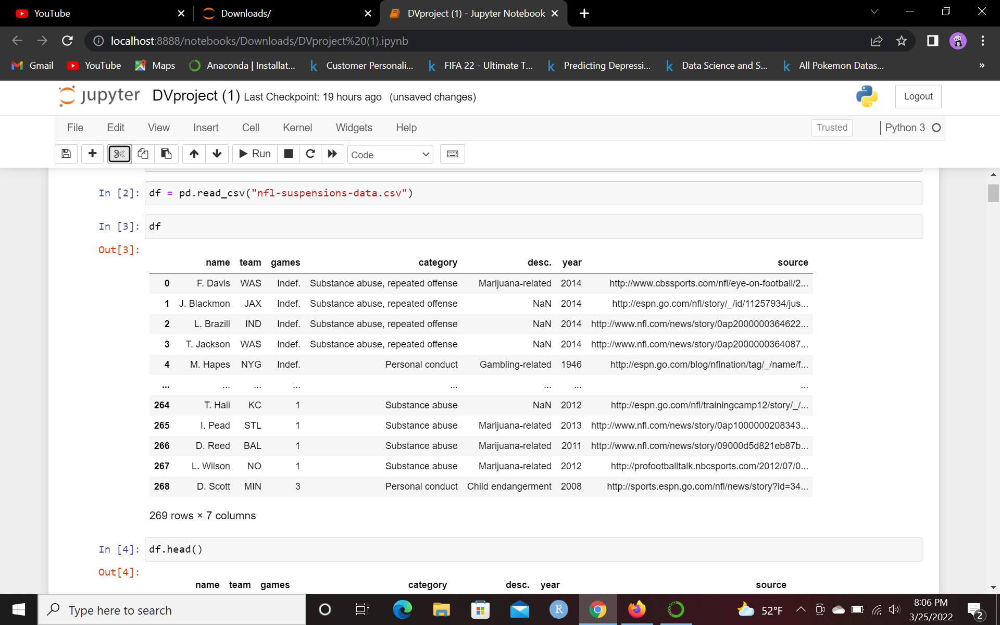 YouTube Downloads/ DVproject (1) - Jupyter Notebook
localhost:8888/notebooks/Downloads/DVproject%20(1).ipynb
Gmail YouTube Maps Anaconda | Installat... Customer Personali... FIFA 22 - Ultimate T... Predicting Depressi... Data Science and S... All Pokemon Datas... »
jupyter DVproject (1) Last Checkpoint: 19 hours ago (unsaved changes) Logout
File Edit View Insert Cell Kernel Widgets Help Trusted Python 3
Run Code
In [2]: df = pd.read_csv("nfl-suspensions-data.csv")
In [3]: df
Out[3]:
name team games category desc. year source
0 F. Davis WAS Indef. Substance abuse, repeated offense Marijuana-related 2014 http://www.cbssports.com/nfl/eye-on-football/2...
1 J. Blackmon JAX Indef. Substance abuse, repeated offense NaN 2014 http://espn.go.com/nfl/story/_/id/11257934/jus...
2 L. Brazill IND Indef. Substance abuse, repeated offense NaN 2014 http://www.nfl.com/news/story/0ap2000000364622...
3 T. Jackson WAS Indef. Substance abuse, repeated offense NaN 2014 http://www.nfl.com/news/story/0ap2000000364087...
4 M. Hapes NYG Indef. Personal conduct Gambling-related 1946 http://espn.go.com/blog/nflnation/tag/_/name/f...
... ... ... ... ... ... ... ...
264 T. Hali KC 1 Substance abuse NaN 2012 http://espn.go.com/nfl/trainingcamp12/story/_/...
265 I. Pead STL 1 Substance abuse Marijuana-related 2013 http://www.nfl.com/news/story/0ap1000000208343...
266 D. Reed BAL 1 Substance abuse Marijuana-related 2011 http://www.nfl.com/news/story/09000d5d821eb87b...
267 L. Wilson NO 1 Substance abuse Marijuana-related 2012 http://profootballtalk.nbcsports.com/2012/07/0...
268 D. Scott MIN 3 Personal conduct Child endangerment 2008 http://sports.espn.go.com/nfl/news/story?id=34...
269 rows × 7 columns
In [4]: df.head()
Out[4]:
name team games category desc. year source
Type here to search R 52°F 8:06 PM
3/25/2022 2